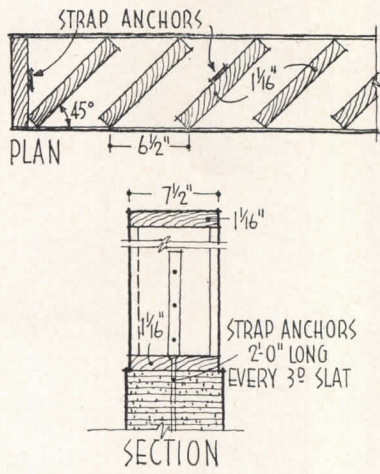 STRAP ANCHORS
45°
1 1/16"
6 1/2"
PLAN
7 1/2"
1 1/16"
1 1/16"
STRAP ANCHORS
2'-0" LONG
EVERY 3º SLAT
SECTION